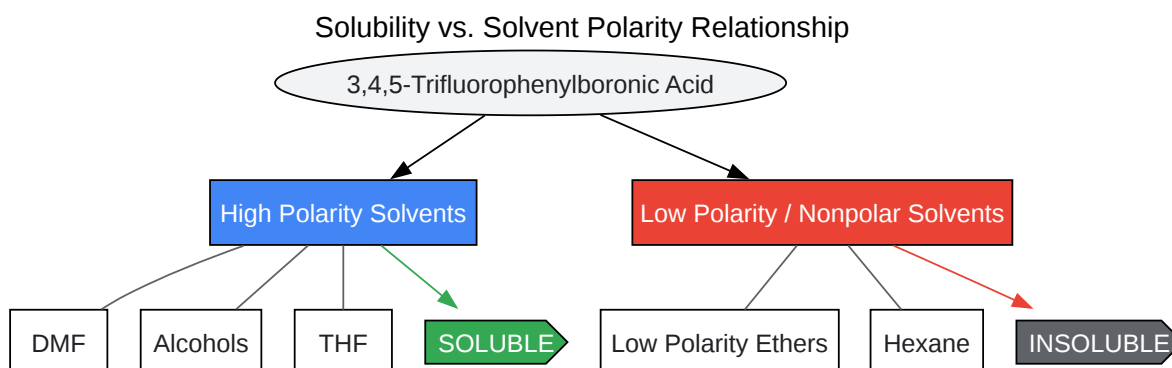 Solubility vs. Solvent Polarity Relationship
3,4,5-Trifluorophenylboronic Acid
High Polarity Solvents
Low Polarity / Nonpolar Solvents
DMF
Alcohols
THF
SOLUBLE
Low Polarity Ethers
Hexane
INSOLUBLE